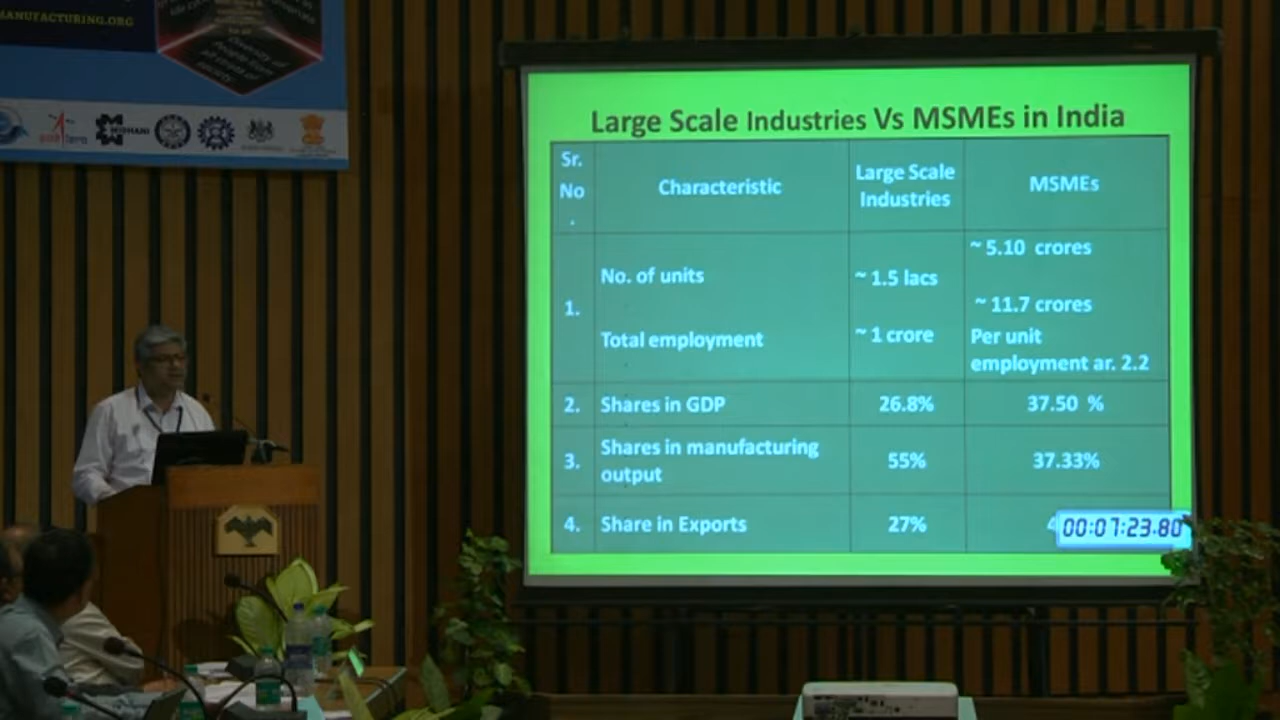 MANUFACTURING.ORG
MIDHANI
Large Scale Industries Vs MSMEs in India
Sr.
No
.
Characteristic
Large Scale
Industries
MSMEs
1.
No. of units
~ 1.5 lacs
~ 5.10 crores
Total employment
~ 1 crore
~ 11.7 crores
Per unit
employment ar. 2.2
2. Shares in GDP 26.8% 37.50 %
3. Shares in manufacturing
output
55% 37.33%
4. Share in Exports 27% 4
00:07:23.80